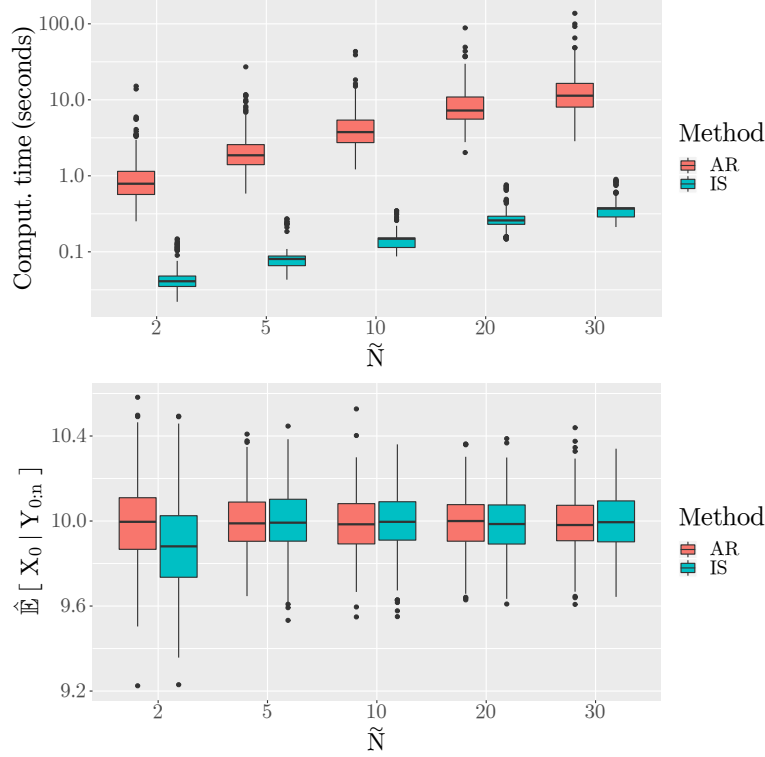 Comput. time (seconds)
100.0
10.0
1.0
0.1
2 5 10 20 30
Ñ
Method
AR
IS
𝔼̂ [ X₀ | Y₀:ₙ ]
10.4
10.0
9.6
9.2
2 5 10 20 30
Ñ
Method
AR
IS